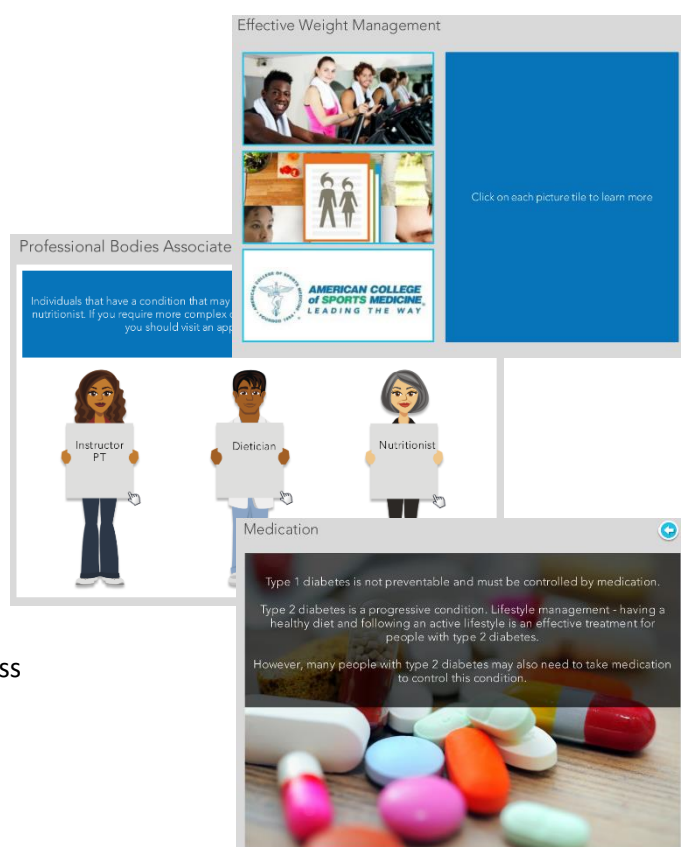 Effective Weight Management
Click on each picture tile to learn more
AMERICAN COLLEGE
of SPORTS MEDICINE
LEADING THE WAY
Professional Bodies Associate
Individuals that have a condition that may
nutritionist. If you require more complex
you should visit an app
Instructor
PT
Dietician
Nutritionist
Medication
Type 1 diabetes is not preventable and must be controlled by medication.
Type 2 diabetes is a progressive condition. Lifestyle management - having a
healthy diet and following an active lifestyle is an effective treatment for
people with type 2 diabetes.
However, many people with type 2 diabetes may also need to take medication
to control this condition.
ss